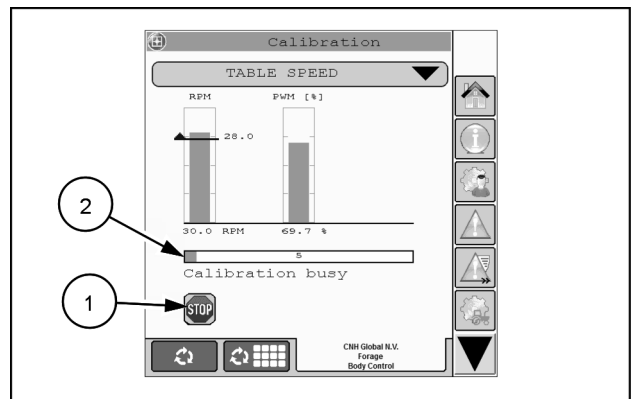 Calibration
TABLE SPEED
RPM PWM [%]
28.0
30.0 RPM 69.7 %
5
Calibration busy
2
1
STOP
CNH Global N.V.
Forage
Body Control